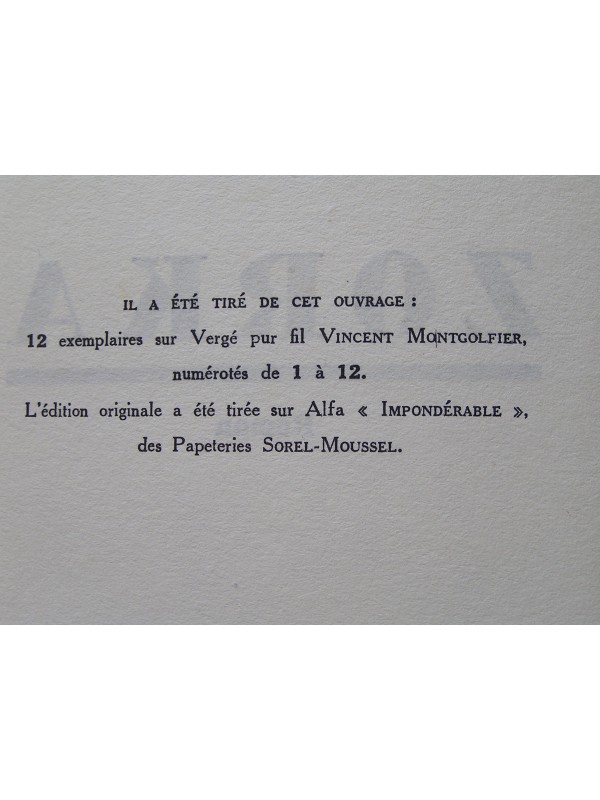 IL A ÉTÉ TIRÉ DE CET OUVRAGE :
12 exemplaires sur Vergé pur fil VINCENT MONTGOLFIER,
numérotés de 1 à 12.
L'édition originale a été tirée sur Alfa « IMPONDÉRABLE »,
des Papeteries SOREL-MOUSSEL.
ZORKA